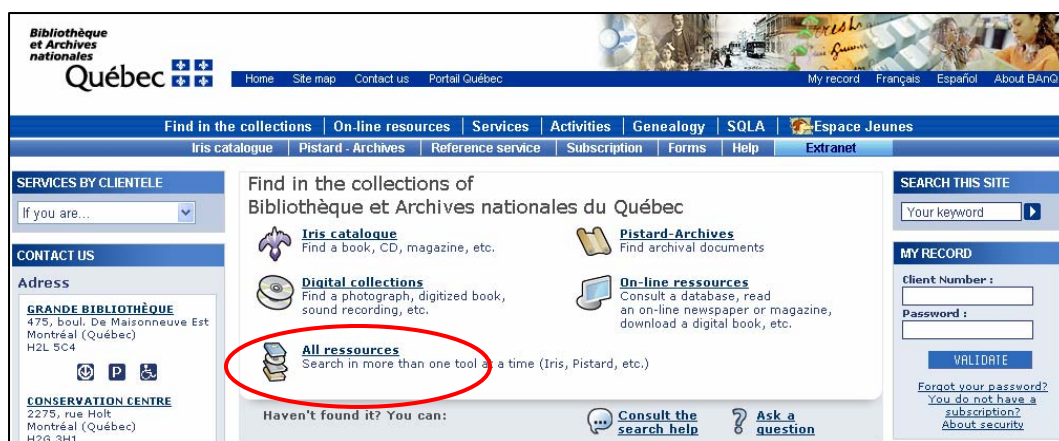 Bibliothèque
et Archives
nationales
Québec
Home Site map Contact us Portail Québec
My record Français Español About BAnQ
Find in the collections On-line resources Services Activities Genealogy SQLA Espace Jeunes
Iris catalogue Pistard - Archives Reference service Subscription Forms Help Extranet
SERVICES BY CLIENTELE
If you are...
CONTACT US
Adress
GRANDE BIBLIOTHÈQUE
475, boul. De Maisonneuve Est
Montréal (Québec)
H2L 5C4
P
CONSERVATION CENTRE
2275, rue Holt
Montréal (Québec)
H2G 3H1
Find in the collections of
Bibliothèque et Archives nationales du Québec
Iris catalogue
Find a book, CD, magazine, etc.
Pistard-Archives
Find archival documents
Digital collections
Find a photograph, digitized book,
sound recording, etc.
On-line ressources
Consult a database, read
an on-line newspaper or magazine,
download a digital book, etc.
All ressources
Search in more than one tool at a time (Iris, Pistard, etc.)
Haven't found it? You can:
Consult the
search help
Ask a
question
SEARCH THIS SITE
Your keyword
MY RECORD
Client Number :
Password :
VALIDATE
Forgot your password?
You do not have a
subscription?
About security